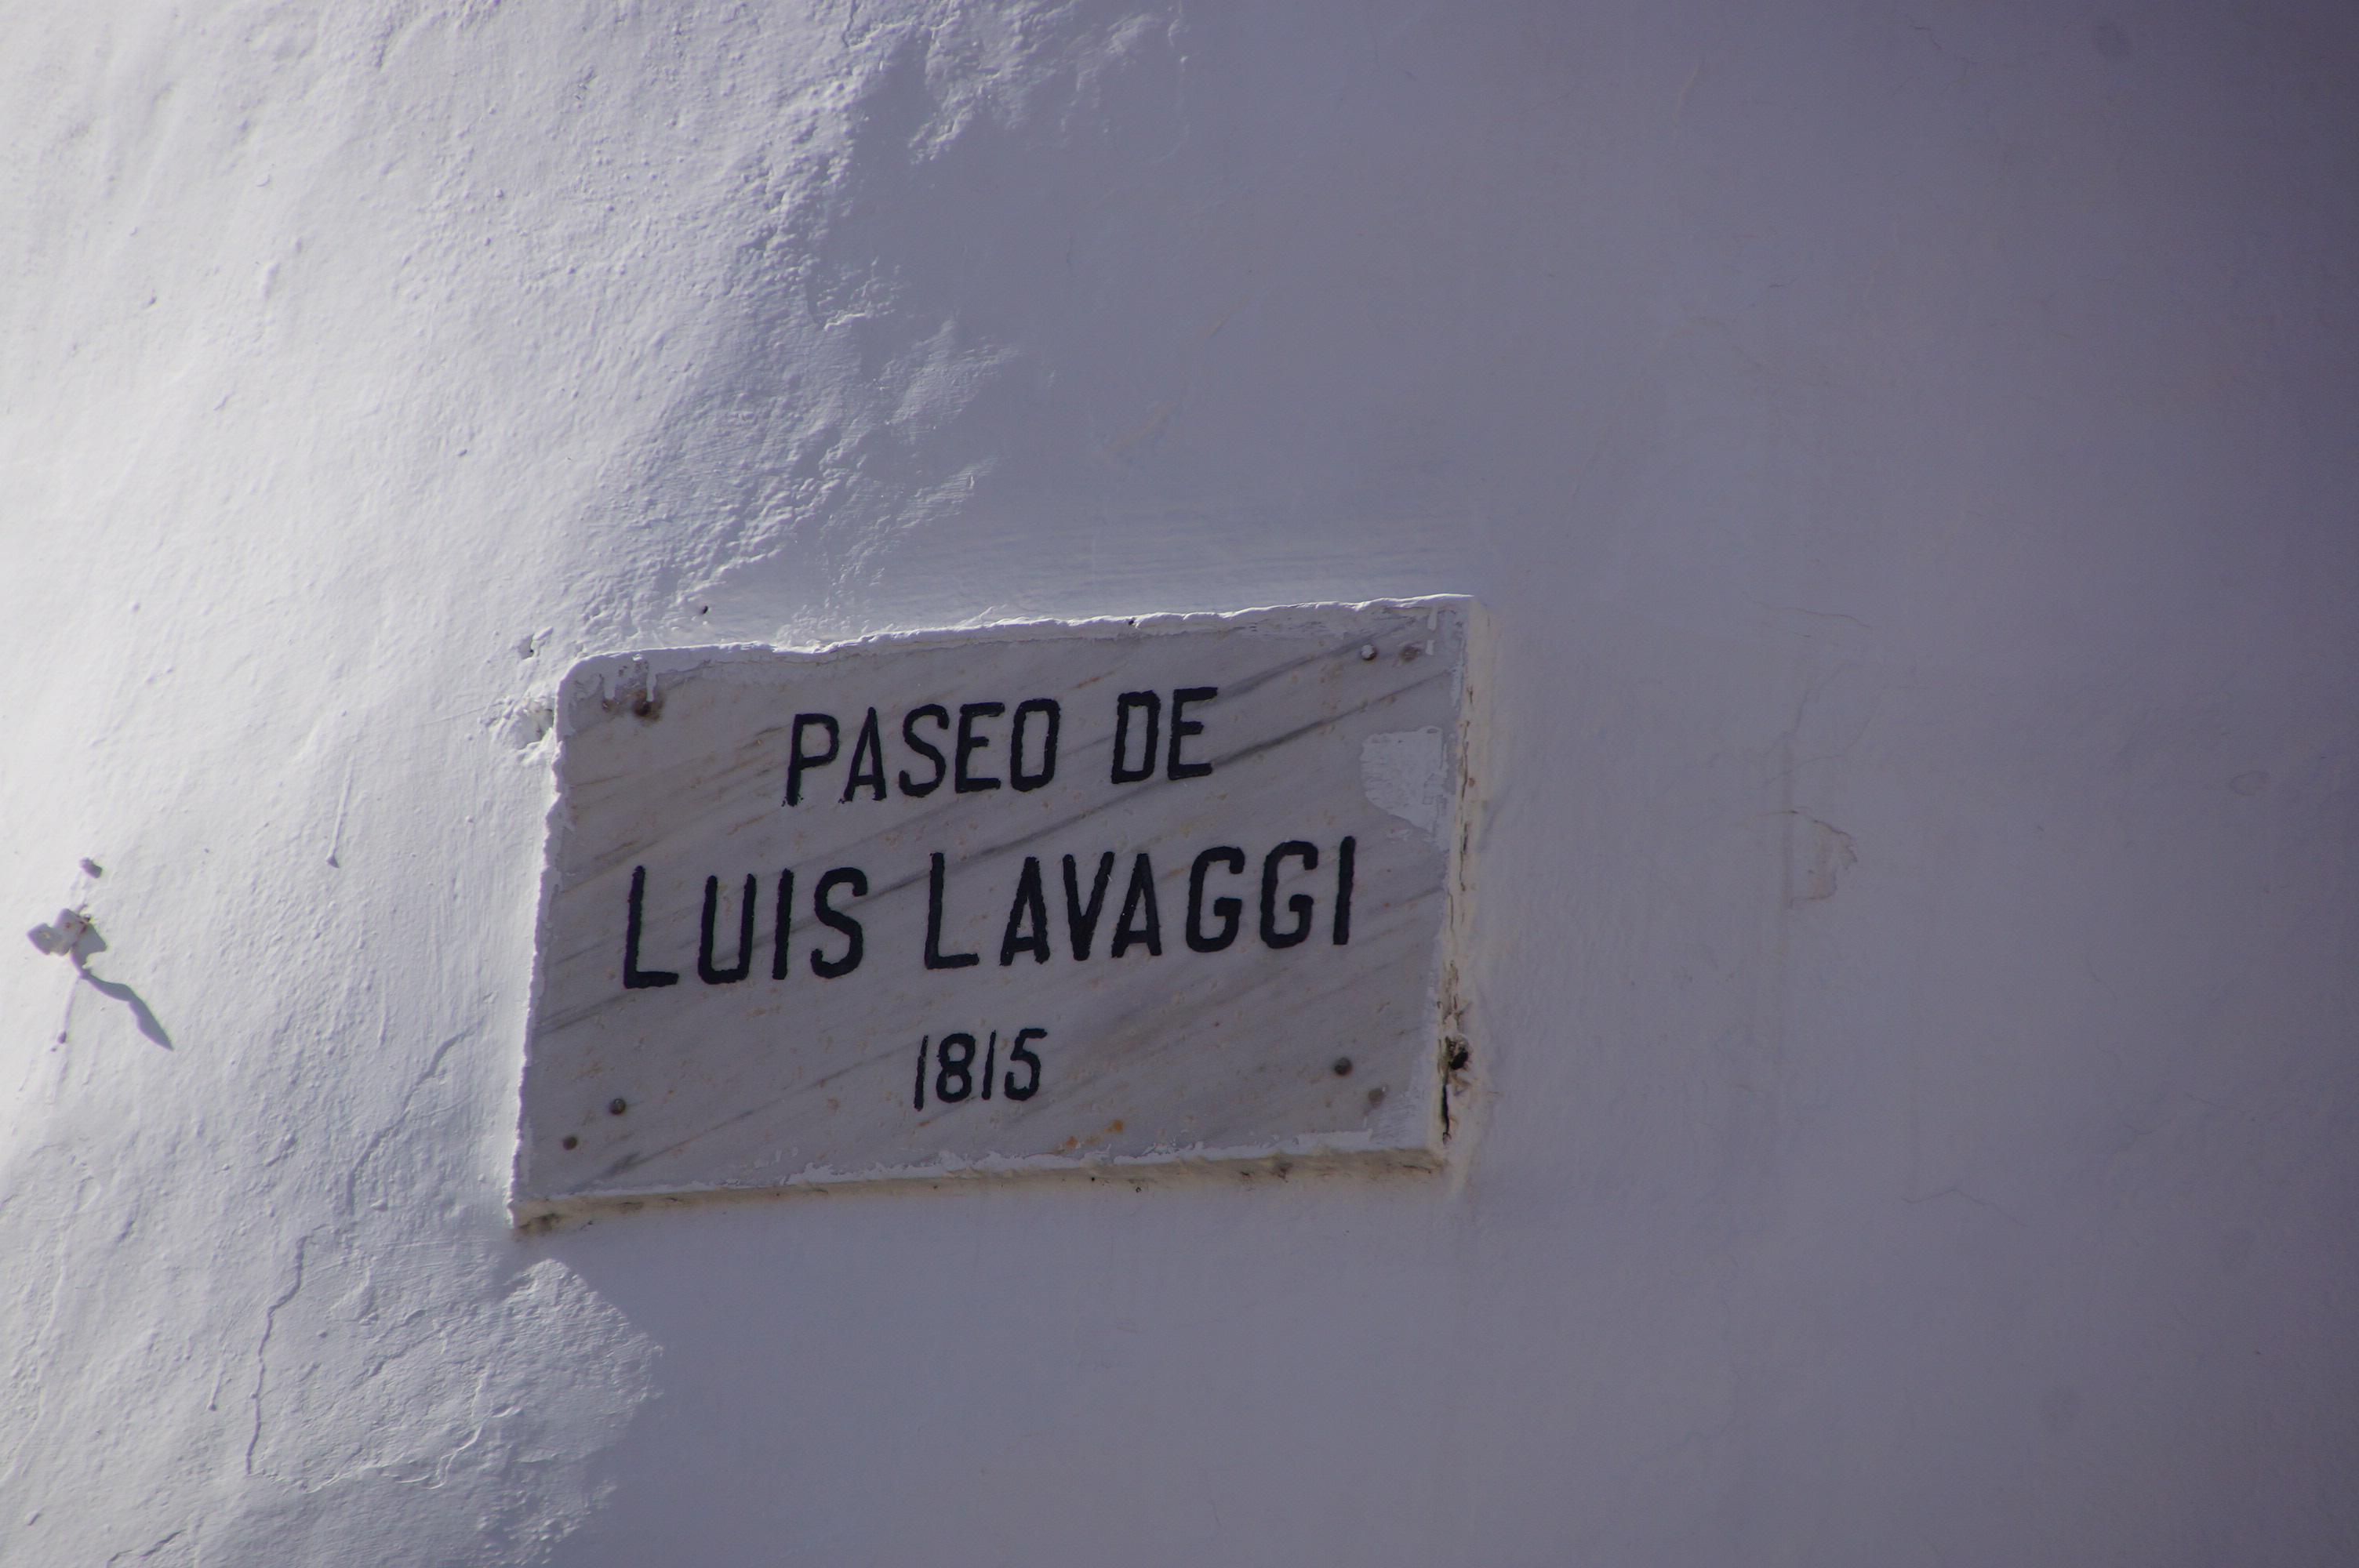 PASEO DE
LUIS LAVAGGI
1815